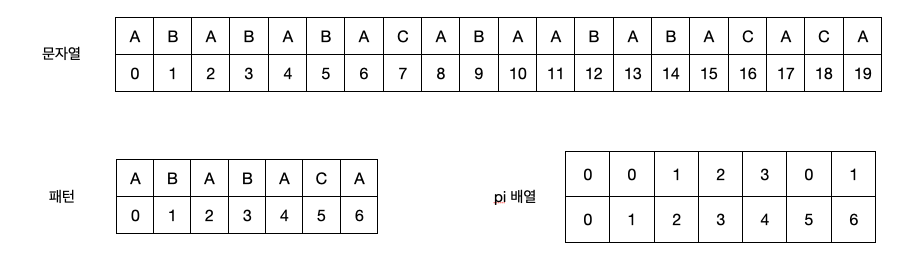 A B A B A B A C A B A A B A B A C A C A
문자열
0 1 2 3 4 5 6 7 8 9 10 11 12 13 14 15 16 17 18 19
A B A B A C A
패턴
0 1 2 3 4 5 6
0 0 1 2 3 0 1
pi 배열
0 1 2 3 4 5 6